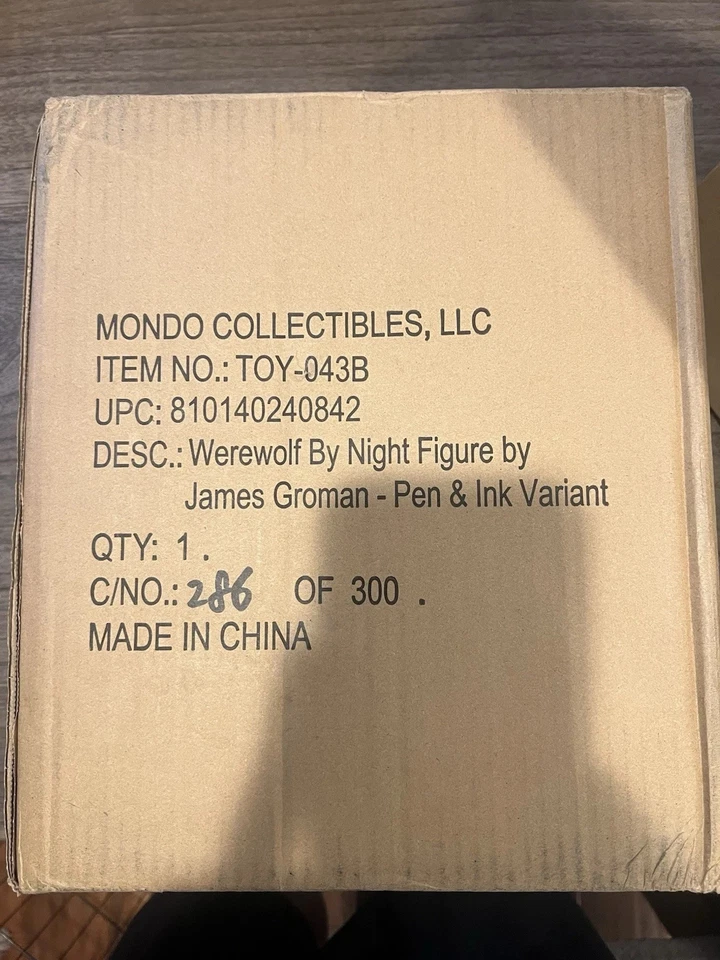 MONDO COLLECTIBLES, LLC
ITEM NO.: TOY-043B
UPC: 810140240842
DESC.: Werewolf By Night Figure by
James Groman - Pen & Ink Variant
QTY: 1 .
C/NO.: 286 OF 300 .
MADE IN CHINA